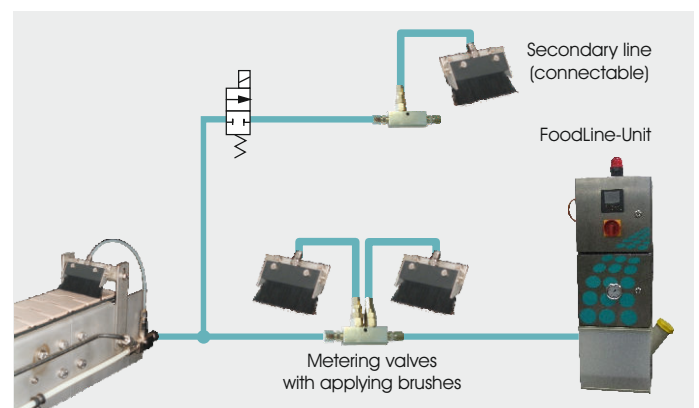 Secondary line
(connectable)
FoodLine-Unit
Metering valves
with applying brushes